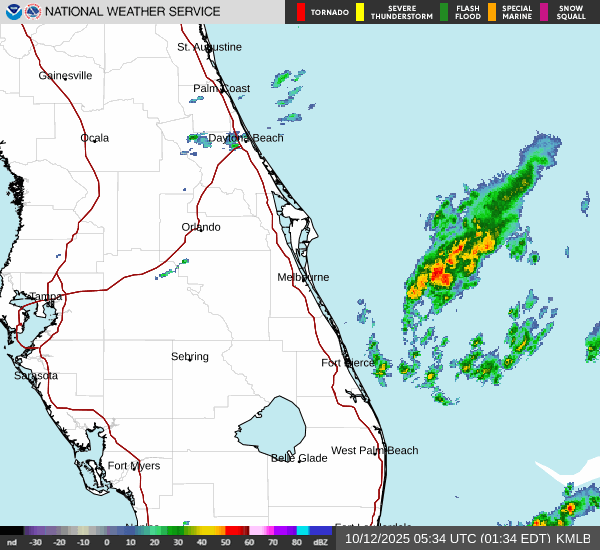 NATIONAL WEATHER SERVICE
TORNADO
SEVERE THUNDERSTORM
FLASH FLOOD
SPECIAL MARINE
SNOW SQUALL
St. Augustine
Gainesville
Palm Coast
Ocala
Daytona Beach
Orlando
Melbourne
Tampa
Sebring
Fort Pierce
Sarasota
West Palm Beach
Belle Glade
Fort Myers
nd -30 -20 -10 0 10 20 30 40 50 60 70 80 dBZ
10/12/2025 05:34 UTC (01:34 EDT) KMLB